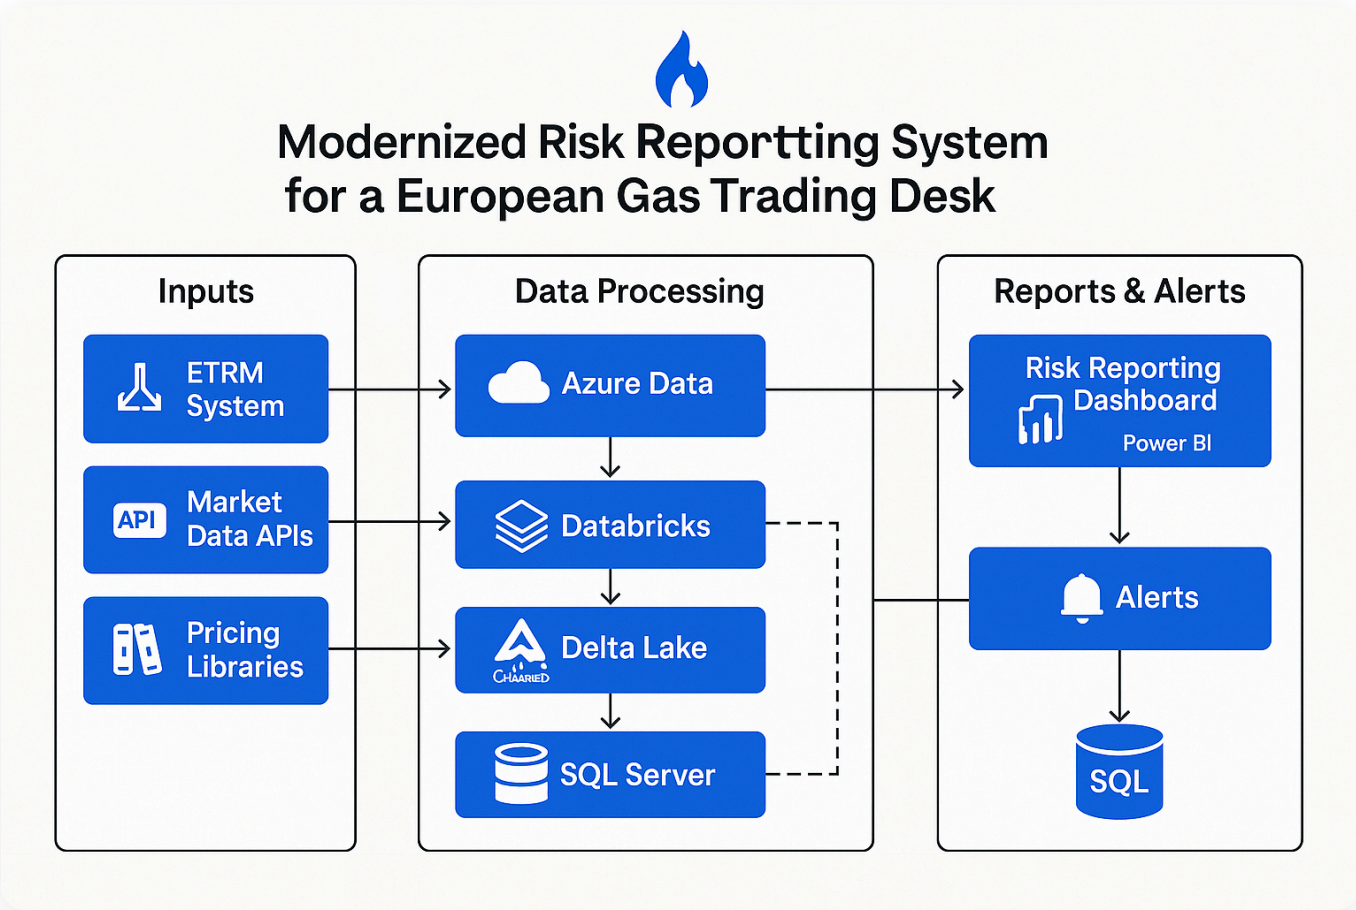 Modernized Risk Reportting System
for a European Gas Trading Desk
Inputs
ETRM
System
API
Market
Data APIs
Pricing
Libraries
Data Processing
Azure Data
Databricks
Delta Lake
CHAARIED
SQL Server
Reports & Alerts
Risk Reporting
Dashboard
Power BI
Alerts
SQL